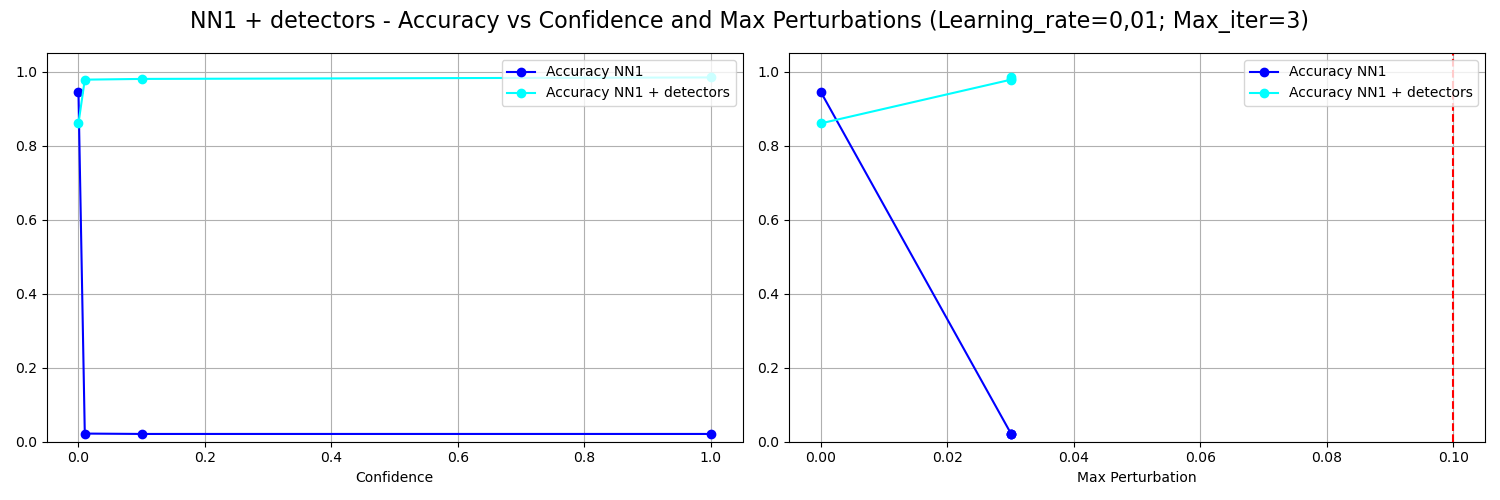 NN1 + detectors - Accuracy vs Confidence and Max Perturbations (Learning_rate=0,01; Max_iter=3)
1.0
0.8
0.6
0.4
0.2
0.0
Accuracy NN1
Accuracy NN1 + detectors
0.0 0.2 0.4 0.6 0.8 1.0
Confidence
1.0
0.8
0.6
0.4
0.2
0.0
Accuracy NN1
Accuracy NN1 + detectors
0.00 0.02 0.04 0.06 0.08 0.10
Max Perturbation